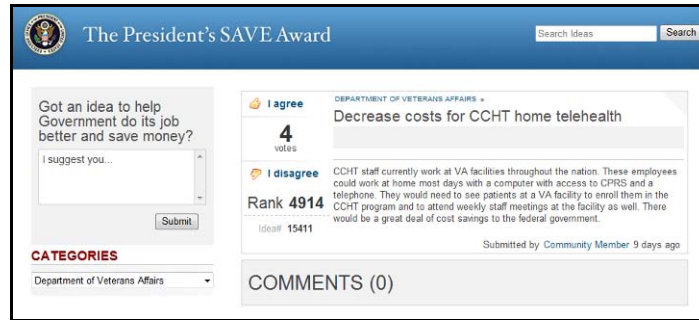 The President's SAVE Award
Search Ideas
Search
Got an idea to help
Government do its job
better and save money?
I suggest you...
Submit
CATEGORIES
Department of Veterans Affairs
I agree
4
votes
I disagree
Rank 4914
Idea# 15411
DEPARTMENT OF VETERANS AFFAIRS »
Decrease costs for CCHT home telehealth
CCHT staff currently work at VA facilities throughout the nation. These employees
could work at home most days with a computer with access to CPRS and a
telephone. They would need to see patients at a VA facility to enroll them in the
CCHT program and to attend weekly staff meetings at the facility as well. There
would be a great deal of cost savings to the federal government.
Submitted by Community Member 9 days ago
COMMENTS (0)